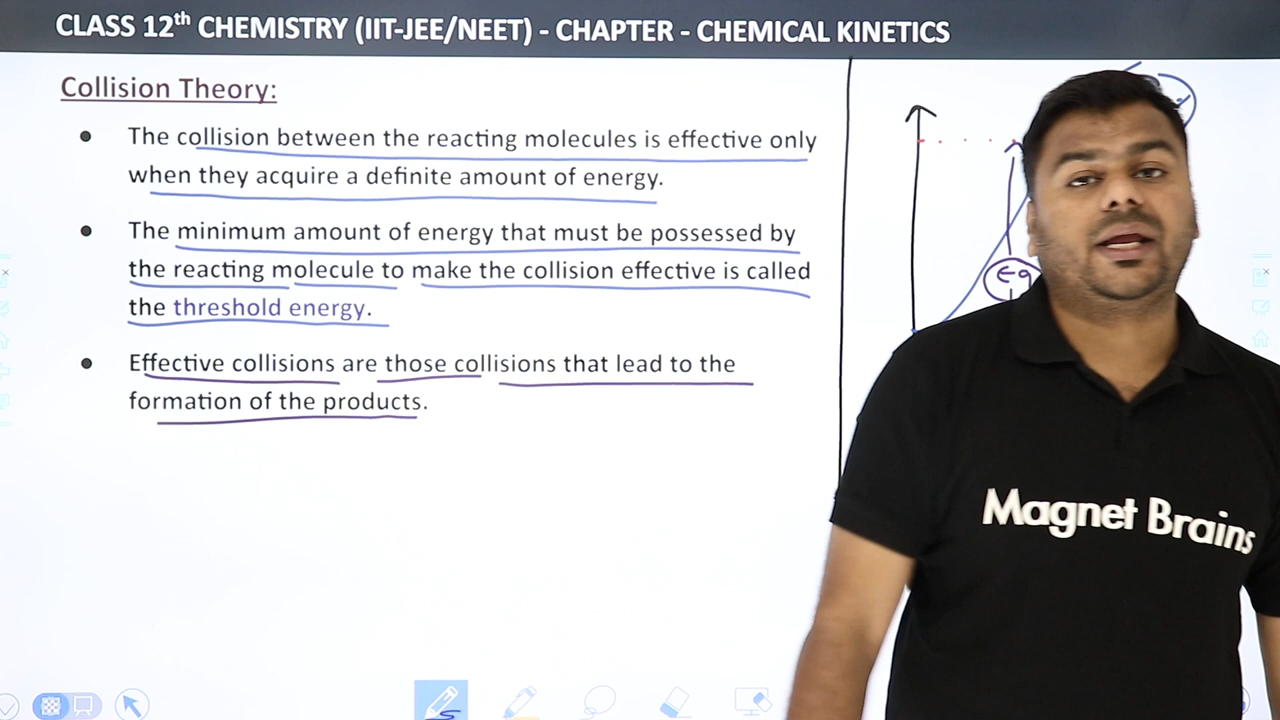 CLASS 12th CHEMISTRY (IIT-JEE/NEET) - CHAPTER - CHEMICAL KINETICS
Collision Theory:
● The collision between the reacting molecules is effective only
when they acquire a definite amount of energy.
● The minimum amount of energy that must be possessed by
the reacting molecule to make the collision effective is called
the threshold energy.
● Effective collisions are those collisions that lead to the
formation of the products.
Magnet Brains